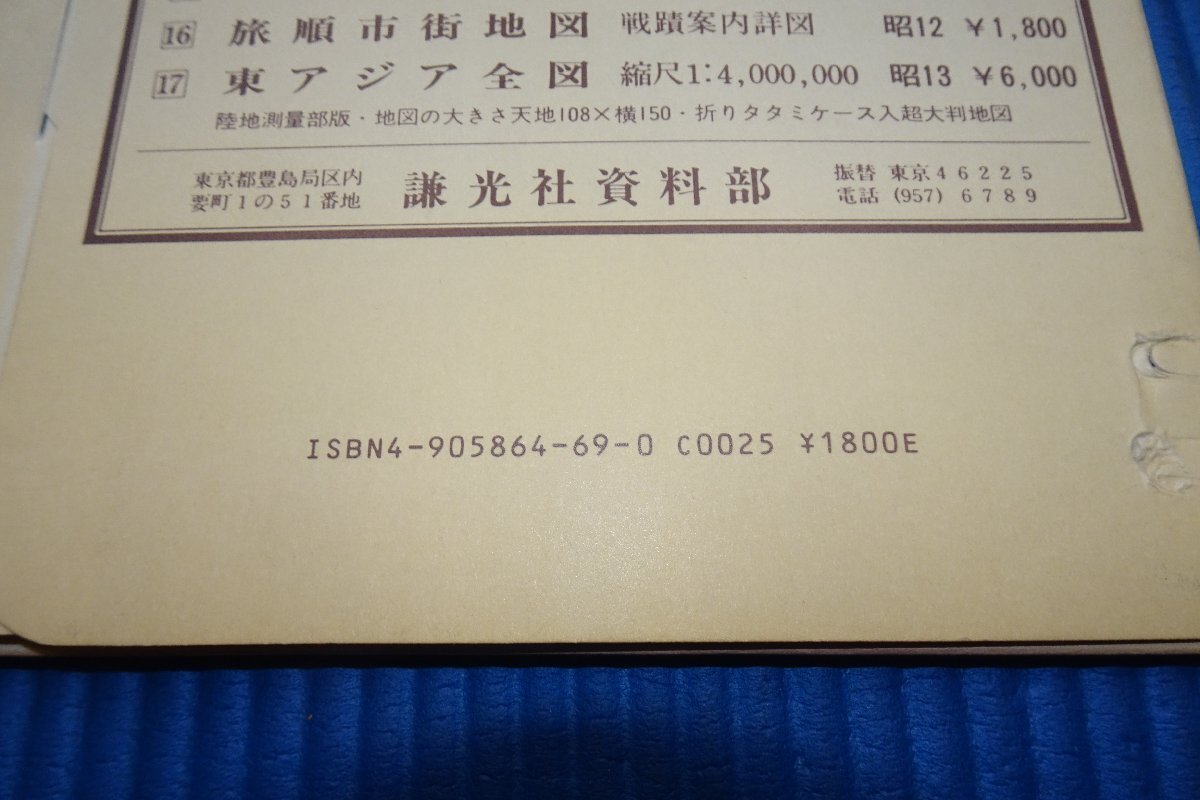 16 旅順市街地図 戦蹟案内詳図 昭12 ¥1,800
17 東アジア全図 縮尺1:4,000,000 昭13 ¥6,000
陸地測量部版・地図の大きさ天地108×横150・折りタタミケース入超大判地図
東京都豊島局区内
要町1の51番地
謙光社資料部
振替 東京46225
電話 (957) 6789
ISBN4-905864-69-0 C0025 ¥1800E